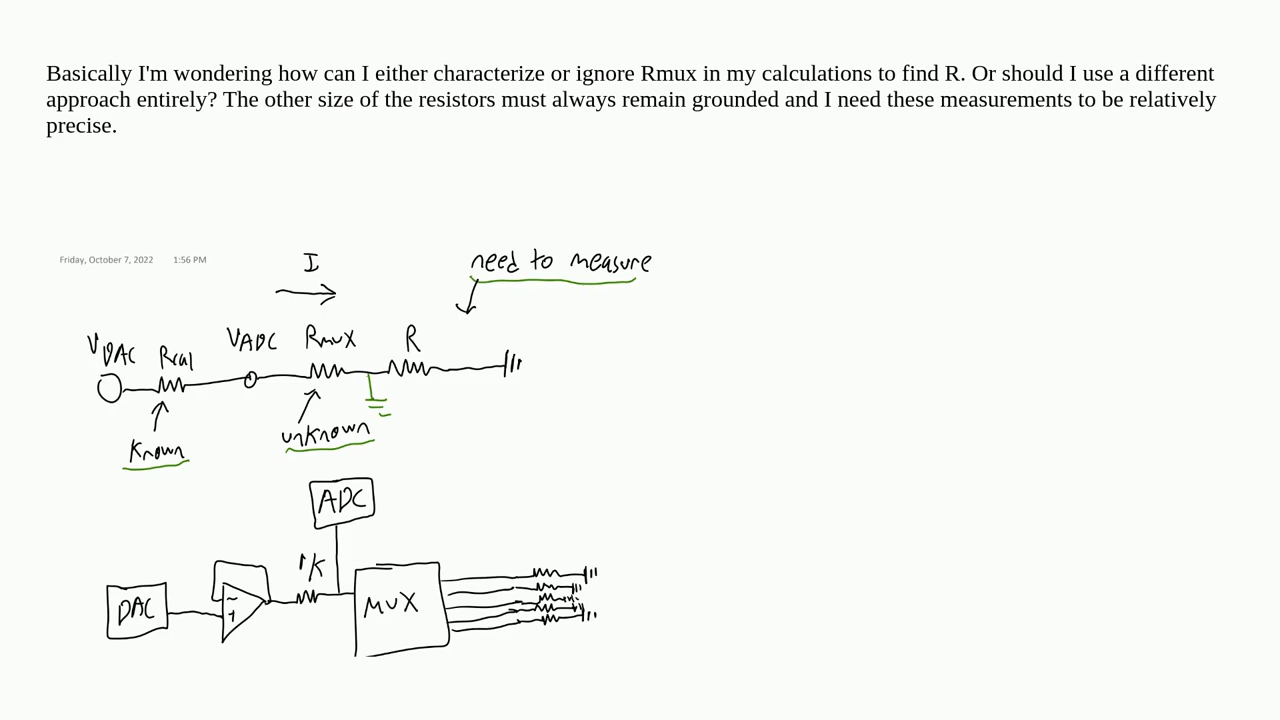 Basically I'm wondering how can I either characterize or ignore Rmux in my calculations to find R. Or should I use a different
approach entirely? The other size of the resistors must always remain grounded and I need these measurements to be relatively
precise.
Friday, October 7, 2022 1:56 PM
I
need to measure
VDAC Rcal VADC Rmux R
Known
unknown
ADC
1K
DAC
- +
MUX